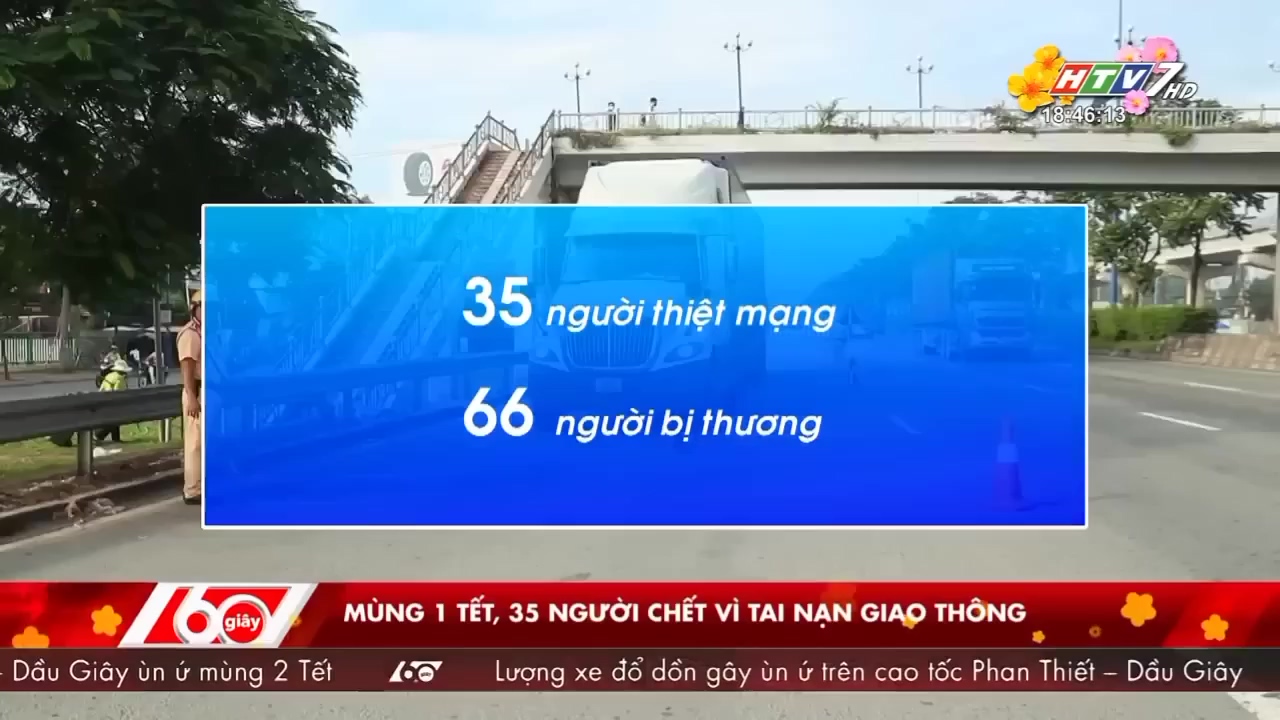 HTV7 HD
18:46:13
35 người thiệt mạng
66 người bị thương
60 giây
MÙNG 1 TẾT, 35 NGƯỜI CHẾT VÌ TAI NẠN GIAO THÔNG
- Dầu Giây ùn ứ mùng 2 Tết 60 Lượng xe đổ dồn gây ùn ứ trên cao tốc Phan Thiết – Dầu Giây